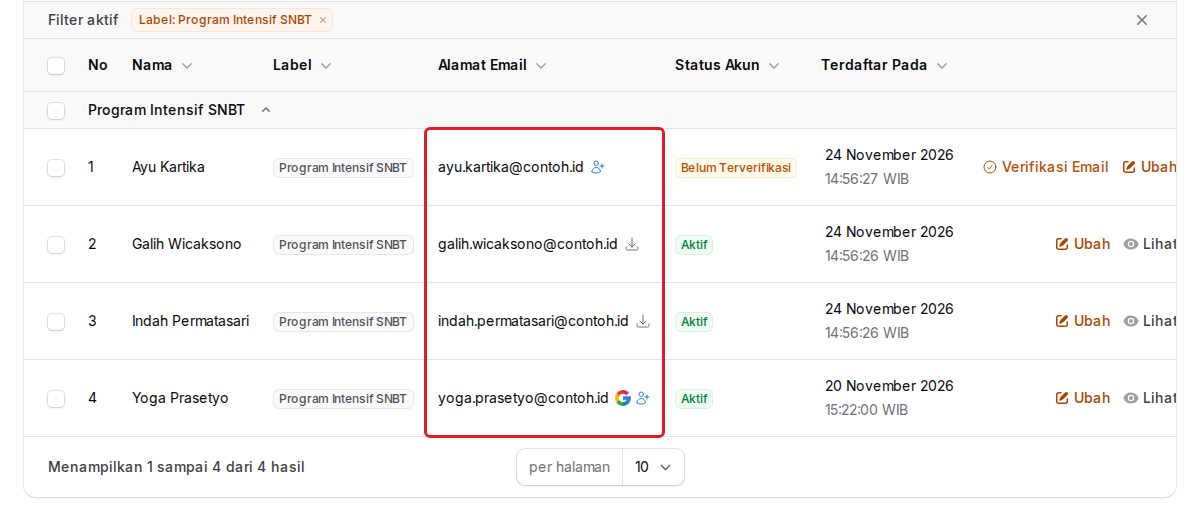 Filter aktif Label: Program Intensif SNBT ×
No Nama Label Alamat Email Status Akun Terdaftar Pada
Program Intensif SNBT
1 Ayu Kartika Program Intensif SNBT ayu.kartika@contoh.id Belum Terverifikasi 24 November 2026 14:56:27 WIB Verifikasi Email Ubah
2 Galih Wicaksono Program Intensif SNBT galih.wicaksono@contoh.id Aktif 24 November 2026 14:56:26 WIB Ubah Lihat
3 Indah Permatasari Program Intensif SNBT indah.permatasari@contoh.id Aktif 24 November 2026 14:56:26 WIB Ubah Lihat
4 Yoga Prasetyo Program Intensif SNBT yoga.prasetyo@contoh.id Aktif 20 November 2026 15:22:00 WIB Ubah Lihat
Menampilkan 1 sampai 4 dari 4 hasil per halaman 10